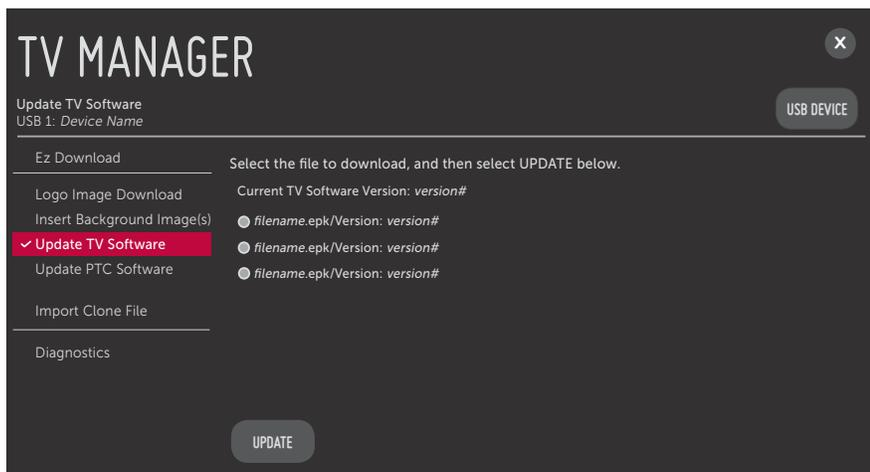 TV MANAGER
X
Update TV Software
USB 1: Device Name
USB DEVICE
Ez Download
Logo Image Download
Insert Background Image(s)
Update TV Software
Update PTC Software
Import Clone File
Diagnostics
Select the file to download, and then select UPDATE below.
Current TV Software Version: version#
filename.epk/Version: version#
filename.epk/Version: version#
filename.epk/Version: version#
UPDATE